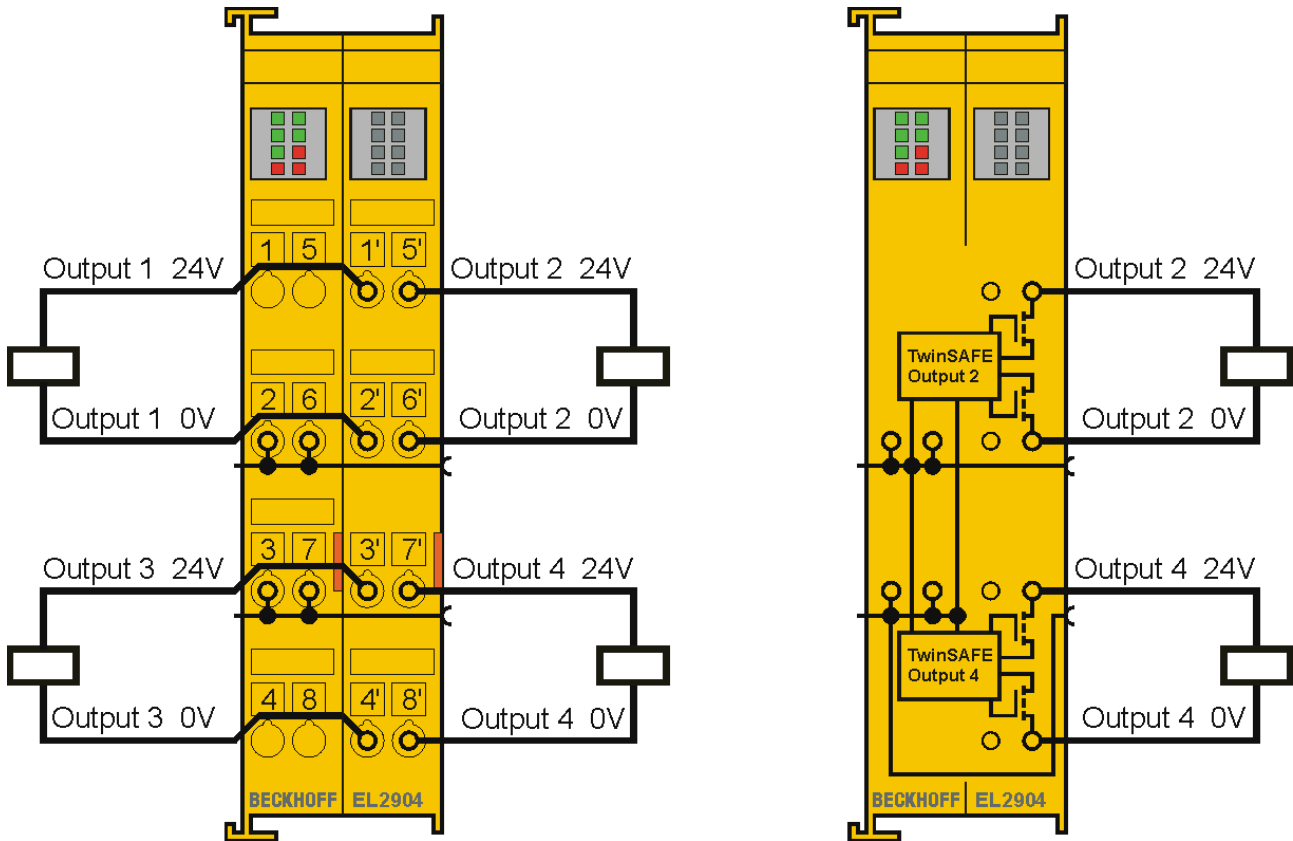 1 5 1' 5'
Output 1 24V
Output 2 24V
2 6 2' 6'
Output 1 0V
Output 2 0V
3 7 3' 7'
Output 3 24V
Output 4 24V
4 8 4' 8'
Output 3 0V
Output 4 0V
BECKHOFF EL2904
Output 2 24V
TwinSAFE
Output 2
Output 2 0V
Output 4 24V
TwinSAFE
Output 4
Output 4 0V
BECKHOFF EL2904